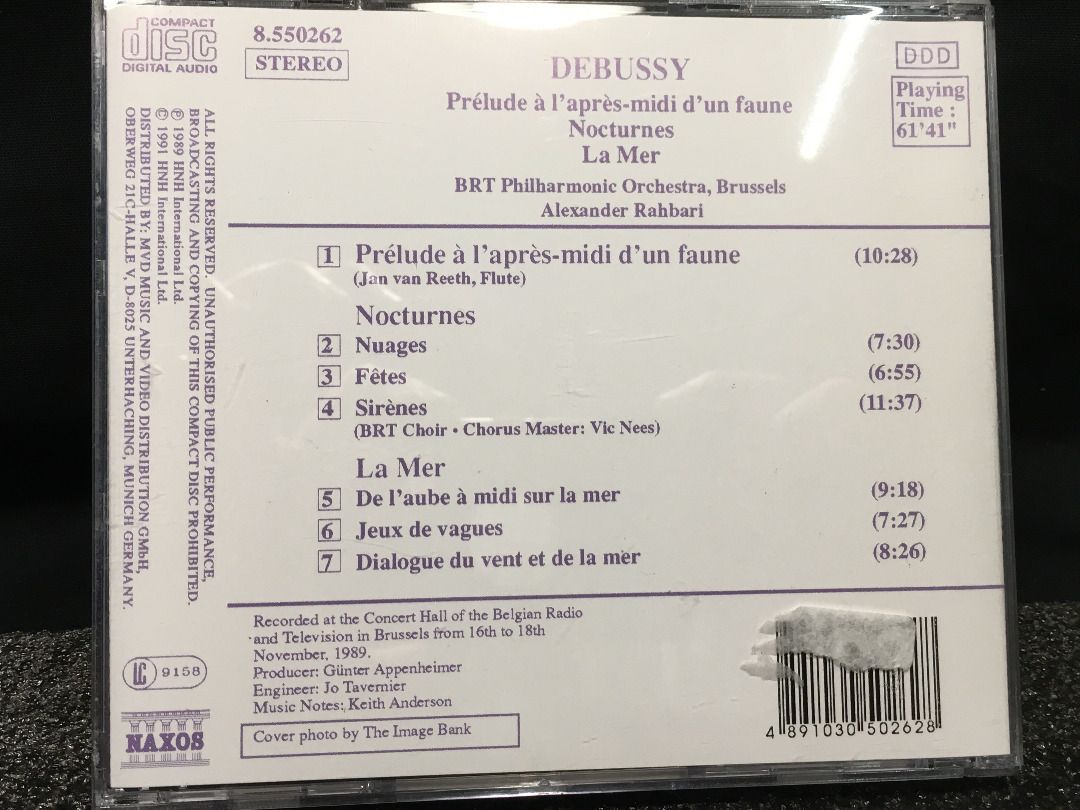 COMPACT
disc
DIGITAL AUDIO
8.550262
STEREO
DEBUSSY
Prélude à l'après-midi d'un faune
Nocturnes
La Mer
BRT Philharmonic Orchestra, Brussels
Alexander Rahbari
DDD
Playing
Time :
61'41"
1 Prélude à l'après-midi d'un faune (10:28)
(Jan van Reeth, Flute)
Nocturnes
2 Nuages (7:30)
3 Fêtes (6:55)
4 Sirènes (11:37)
(BRT Choir • Chorus Master: Vic Nees)
La Mer
5 De l'aube à midi sur la mer (9:18)
6 Jeux de vagues (7:27)
7 Dialogue du vent et de la mer (8:26)
ALL RIGHTS RESERVED. UNAUTHORISED PUBLIC PERFORMANCE,
BROADCASTING AND COPYING OF THIS COMPACT DISC PROHIBITED.
℗ 1989 HNH International Ltd.
© 1991 HNH International Ltd.
DISTRIBUTED BY: MVD MUSIC AND VIDEO DISTRIBUTION GMbH,
OBERWEG 21C-HALLE V, D-8025 UNTERHACHING, MUNICH GERMANY.
LC 9158
NAXOS
Recorded at the Concert Hall of the Belgian Radio
and Television in Brussels from 16th to 18th
November, 1989.
Producer: Günter Appenheimer
Engineer: Jo Tavernier
Music Notes: Keith Anderson
Cover photo by The Image Bank
4 891030 502628